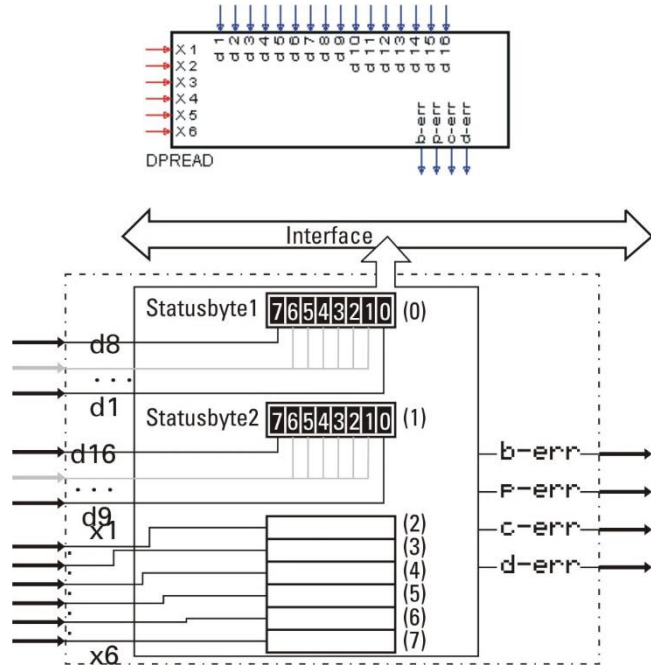 d1 d2 d3 d4 d5 d6 d7 d8 d9 d10 d11 d12 d13 d14 d15 d16
X1
X2
X3
X4
X5
X6
b-err p-err c-err d-err
DPREAD
Interface
Statusbyte1 76543210 (0)
d8
...
d1
Statusbyte2 76543210 (1)
d16
...
d9
x1
(2)
(3)
(4)
(5)
(6)
(7)
x6
b-err
P-err
c-err
d-err